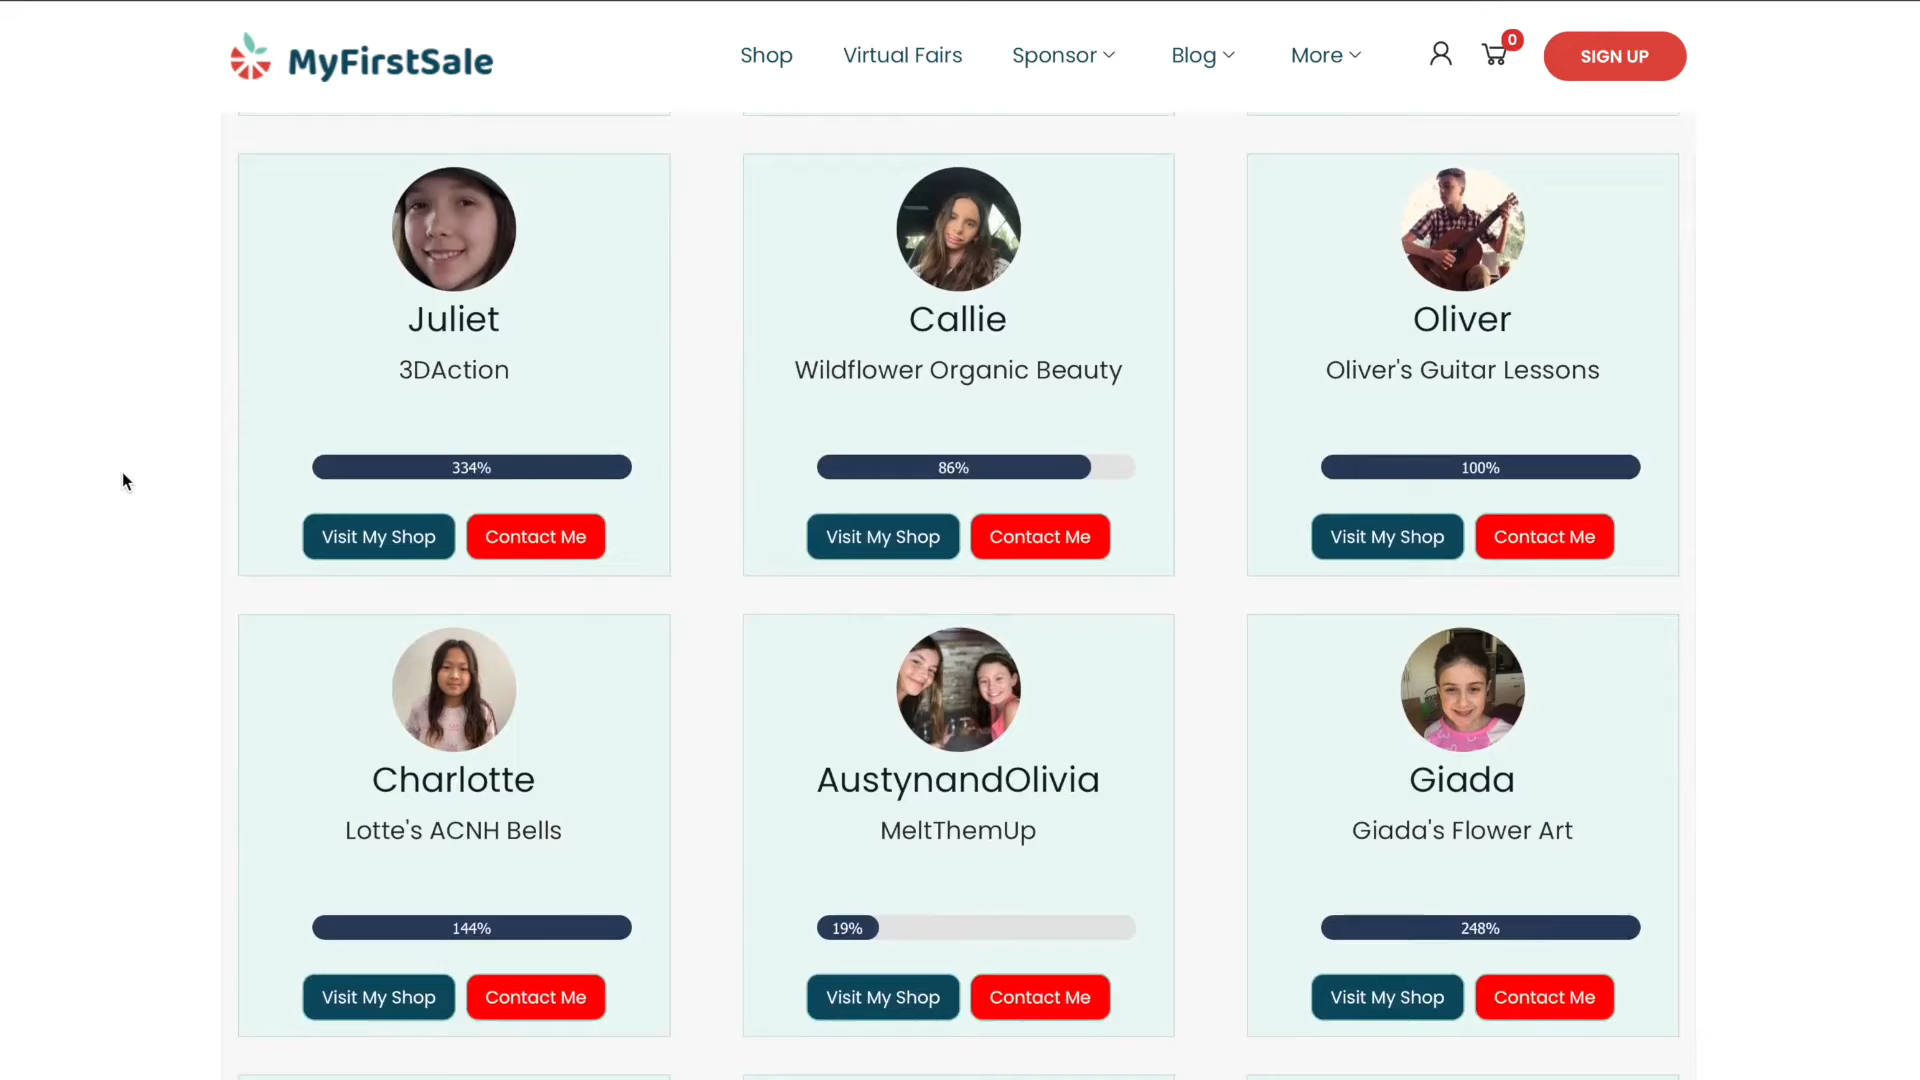 MyFirstSale
Shop
Virtual Fairs
Sponsor
Blog
More
0
SIGN UP
Juliet
3DAction
334%
Visit My Shop
Contact Me
Callie
Wildflower Organic Beauty
86%
Visit My Shop
Contact Me
Oliver
Oliver's Guitar Lessons
100%
Visit My Shop
Contact Me
Charlotte
Lotte's ACNH Bells
144%
Visit My Shop
Contact Me
AustynandOlivia
MeltThemUp
19%
Visit My Shop
Contact Me
Giada
Giada's Flower Art
248%
Visit My Shop
Contact Me